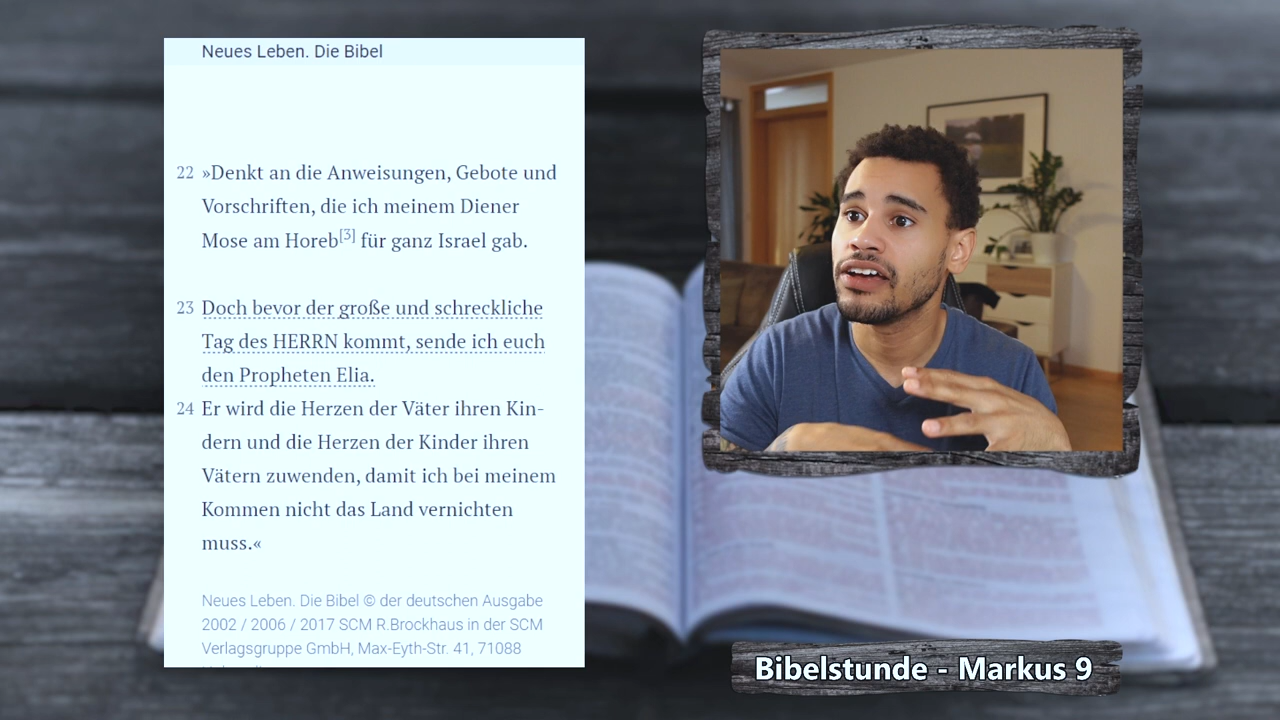 Neues Leben. Die Bibel
22 »Denkt an die Anweisungen, Gebote und
Vorschriften, die ich meinem Diener
Mose am Horeb[3] für ganz Israel gab.
23 Doch bevor der große und schreckliche
Tag des HERRN kommt, sende ich euch
den Propheten Elia.
24 Er wird die Herzen der Väter ihren Kin-
dern und die Herzen der Kinder ihren
Vätern zuwenden, damit ich bei meinem
Kommen nicht das Land vernichten
muss.«
Neues Leben. Die Bibel © der deutschen Ausgabe
2002 / 2006 / 2017 SCM R.Brockhaus in der SCM
Verlagsgruppe GmbH, Max-Eyth-Str. 41, 71088
Bibelstunde - Markus 9